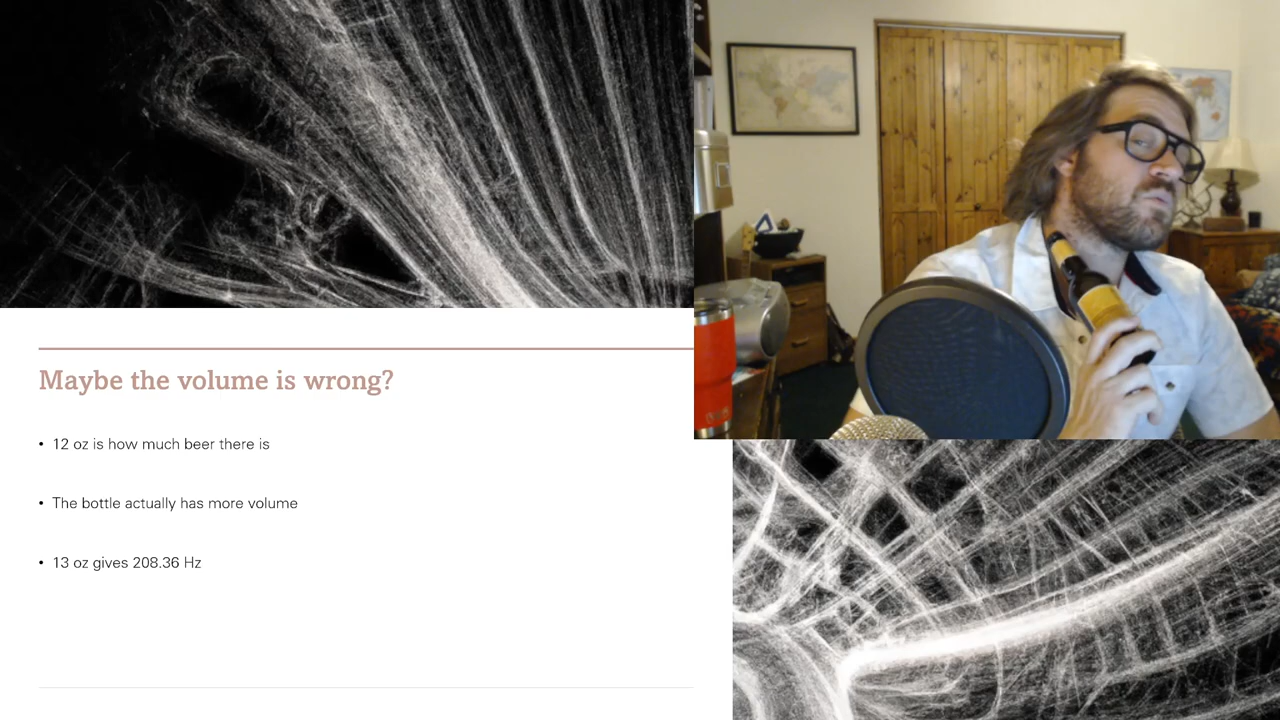 Maybe the volume is wrong?
• 12 oz is how much beer there is
• The bottle actually has more volume
• 13 oz gives 208.36 Hz